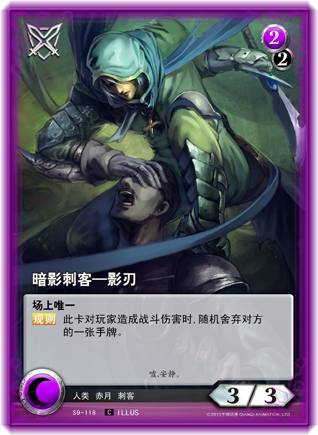 2
2
暗影刺客—影刃
场上唯一
规则 此卡对玩家造成战斗伤害时,随机舍弃对方
的一张手牌。
嘘,安静。
人类 赤月 刺客
3 / 3
S9-118 C ILLUS